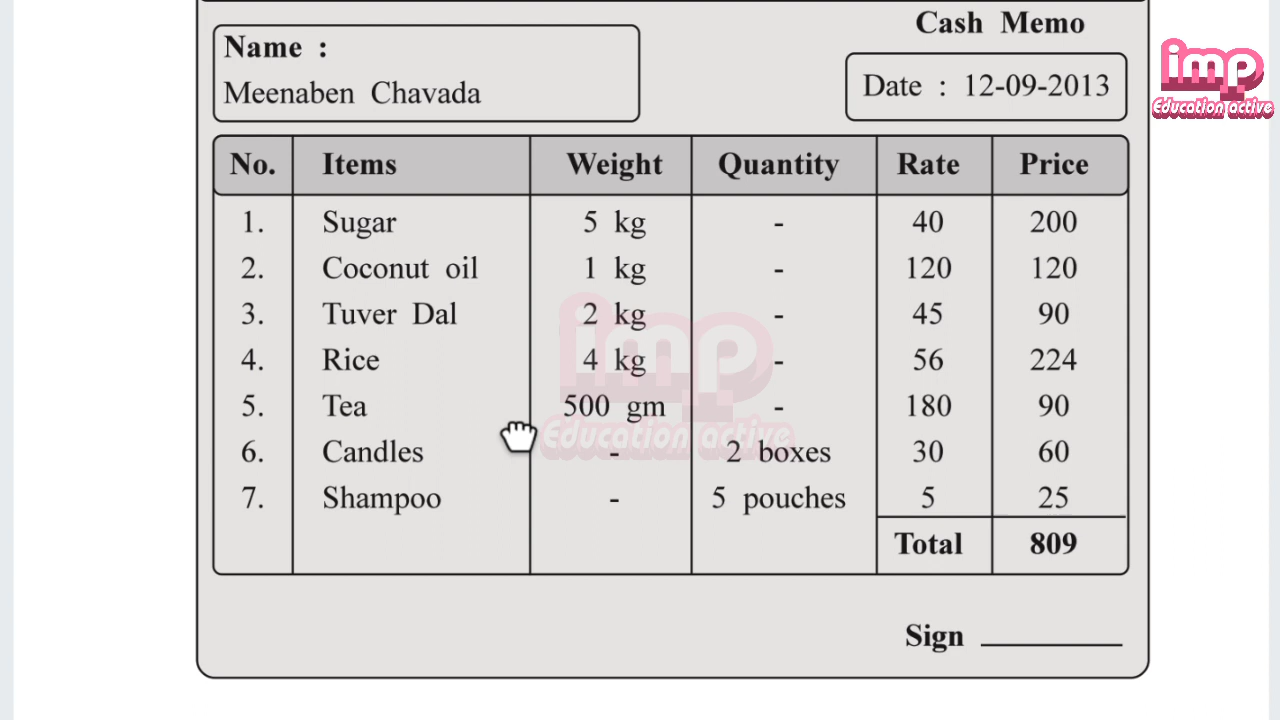 Cash Memo
Name :
Meenaben Chavada
Date : 12-09-2013
imp
Education active
No. Items Weight Quantity Rate Price
1. Sugar 5 kg - 40 200
2. Coconut oil 1 kg - 120 120
3. Tuver Dal 2 kg - 45 90
4. Rice 4 kg - 56 224
5. Tea 500 gm - 180 90
6. Candles - 2 boxes 30 60
7. Shampoo - 5 pouches 5 25
Total 809
imp
Education active
Sign